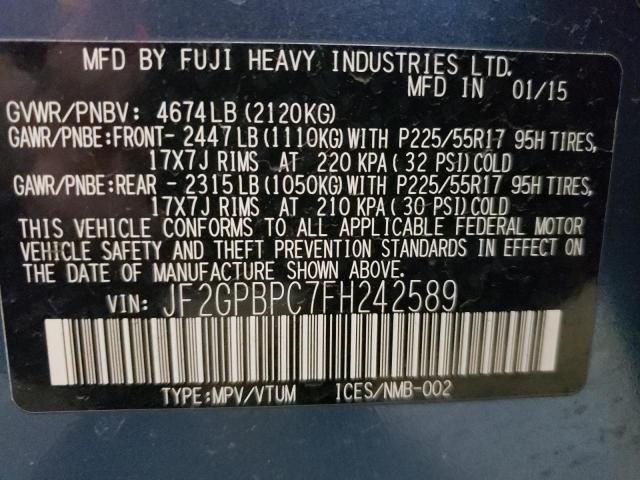 MFD BY FUJI HEAVY INDUSTRIES LTD.
MFD IN 01/15
GVWR/PNBV: 4674LB(2120KG)
GAWR/PNBE:FRONT-2447LB(1110KG)WITH P225/55R17 95H TIRES,
17X7J RIMS AT 220 KPA( 32 PSI)COLD
GAWR/PNBE:REAR - 2315LB(1050KG)WITH P225/55R17 95H TIRES,
17X7J RIMS AT 210 KPA( 30 PSI)COLD
THIS VEHICLE CONFORMS TO ALL APPLICABLE FEDERAL MOTOR
VEHICLE SAFETY AND THEFT PREVENTION STANDARDS IN EFFECT ON
THE DATE OF MANUFACTURE SHOWN ABOVE.
VIN: JF2GPBPC7FH242589
TYPE:MPV/VTUM ICES/NMB-002